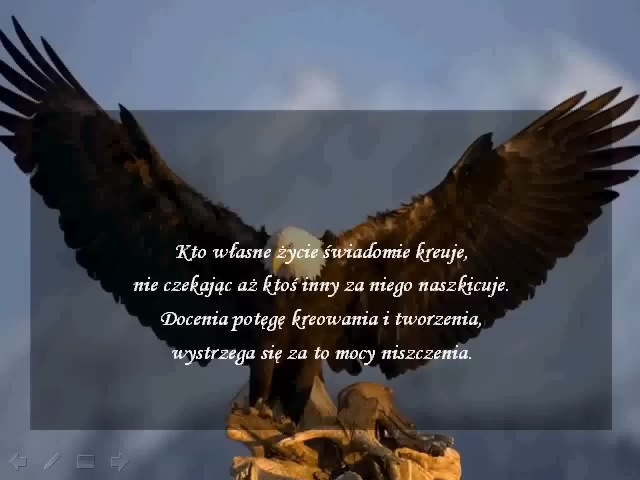 Kto własne życie świadomie kreuje,
nie czekając aż ktoś inny za niego naszkicuje.
Docenia potęgę kreowania i tworzenia,
wystrzega się za to mocy niszczenia.